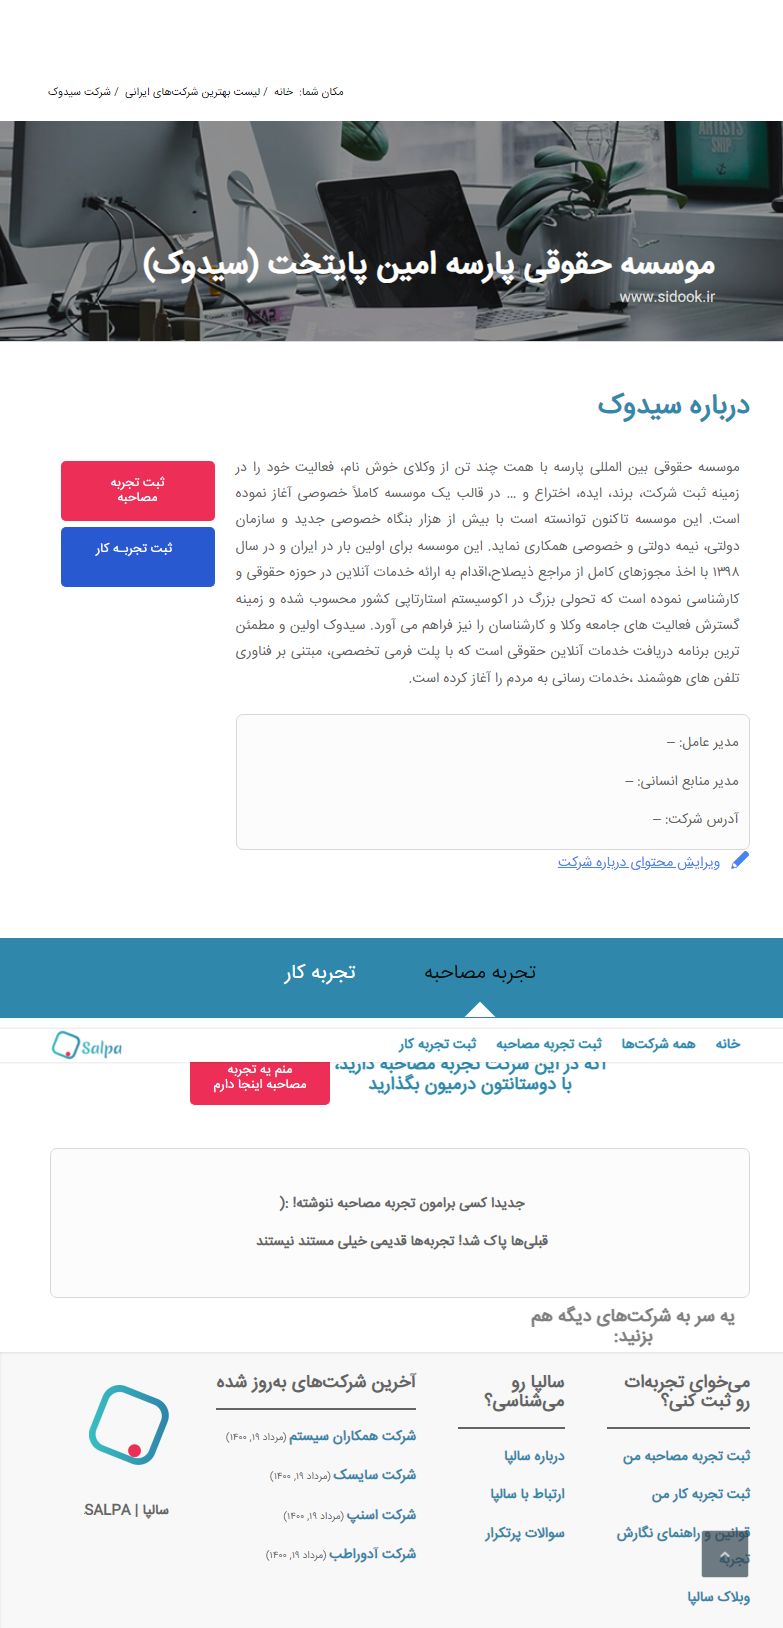 مکان شما: خانه / لیست بهترین شرکت‌های ایرانی / شرکت سیدوک
ARTISTS
SHIP
موسسه حقوقی پارسه امین پایتخت (سیدوک)
www.sidook.ir
درباره سیدوک
موسسه حقوقی بین المللی پارسه با همت چند تن از وکلای خوش نام، فعالیت خود را در
زمینه ثبت شرکت، برند، ایده، اختراع و ... در قالب یک موسسه کاملاً خصوصی آغاز نموده
است. این موسسه تاکنون توانسته است با بیش از هزار بنگاه خصوصی جدید و سازمان
دولتی، نیمه دولتی و خصوصی همکاری نماید. این موسسه برای اولین بار در ایران و در سال
۱۳۹۸ با اخذ مجوزهای کامل از مراجع ذیصلاح،اقدام به ارائه خدمات آنلاین در حوزه حقوقی و
کارشناسی نموده است که تحولی بزرگ در اکوسیستم استارتاپی کشور محسوب شده و زمینه
گسترش فعالیت های جامعه وکلا و کارشناسان را نیز فراهم می آورد. سیدوک اولین و مطمئن
ترین برنامه دریافت خدمات آنلاین حقوقی است که با پلت فرمی تخصصی، مبتنی بر فناوری
تلفن های هوشمند ،خدمات رسانی به مردم را آغاز کرده است.
ثبت تجربه
مصاحبه
ثبت تجربـه کار
مدیر عامل: –
مدیر منابع انسانی: –
آدرس شرکت: –
ویرایش محتوای درباره شرکت
تجربه مصاحبه
تجربه کار
خانه
همه شرکت‌ها
ثبت تجربه مصاحبه
ثبت تجربه کار
Salpa
اگه در این شرکت تجربه مصاحبه دارید،
با دوستانتون درمیون بگذارید
منم یه تجربه
مصاحبه اینجا دارم
جدیدا کسی برامون تجربه مصاحبه ننوشته! :(
قبلی‌ها پاک شد! تجربه‌ها قدیمی خیلی مستند نیستند
یه سر به شرکت‌های دیگه هم
بزنید:
می‌خوای تجربه‌ات
رو ثبت کنی؟
ثبت تجربه مصاحبه من
ثبت تجربه کار من
قوانین و راهنمای نگارش
تجربه
وبلاگ سالپا
سالپا رو
می‌شناسی؟
درباره سالپا
ارتباط با سالپا
سوالات پرتکرار
آخرین شرکت‌های به‌روز شده
شرکت همکاران سیستم (مرداد ۱۹, ۱۴۰۰)
شرکت سایسک (مرداد ۱۹, ۱۴۰۰)
شرکت اسنپ (مرداد ۱۹, ۱۴۰۰)
شرکت آدوراطب (مرداد ۱۹, ۱۴۰۰)
سالپا | SALPA